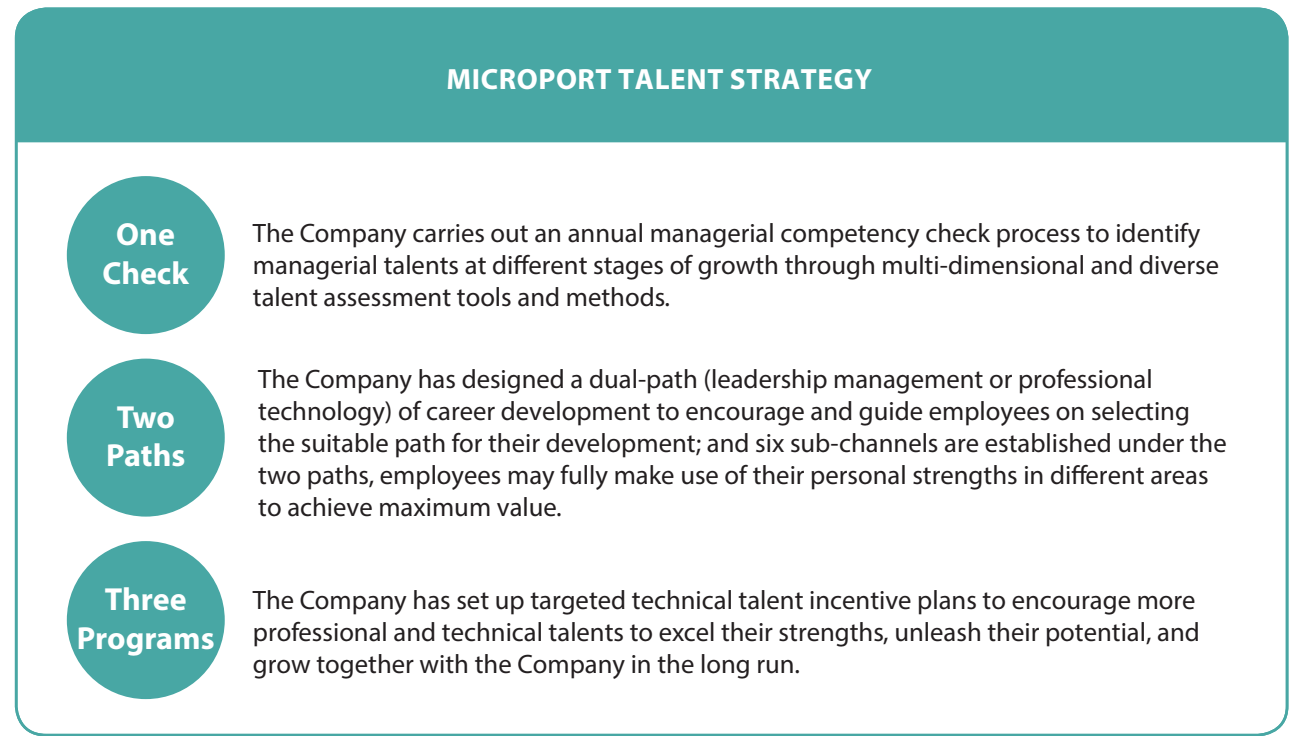 MICROPORT TALENT STRATEGY
One
Check
The Company carries out an annual managerial competency check process to identify
managerial talents at different stages of growth through multi-dimensional and diverse
talent assessment tools and methods.
Two
Paths
The Company has designed a dual-path (leadership management or professional
technology) of career development to encourage and guide employees on selecting
the suitable path for their development; and six sub-channels are established under the
two paths, employees may fully make use of their personal strengths in different areas
to achieve maximum value.
Three
Programs
The Company has set up targeted technical talent incentive plans to encourage more
professional and technical talents to excel their strengths, unleash their potential, and
grow together with the Company in the long run.